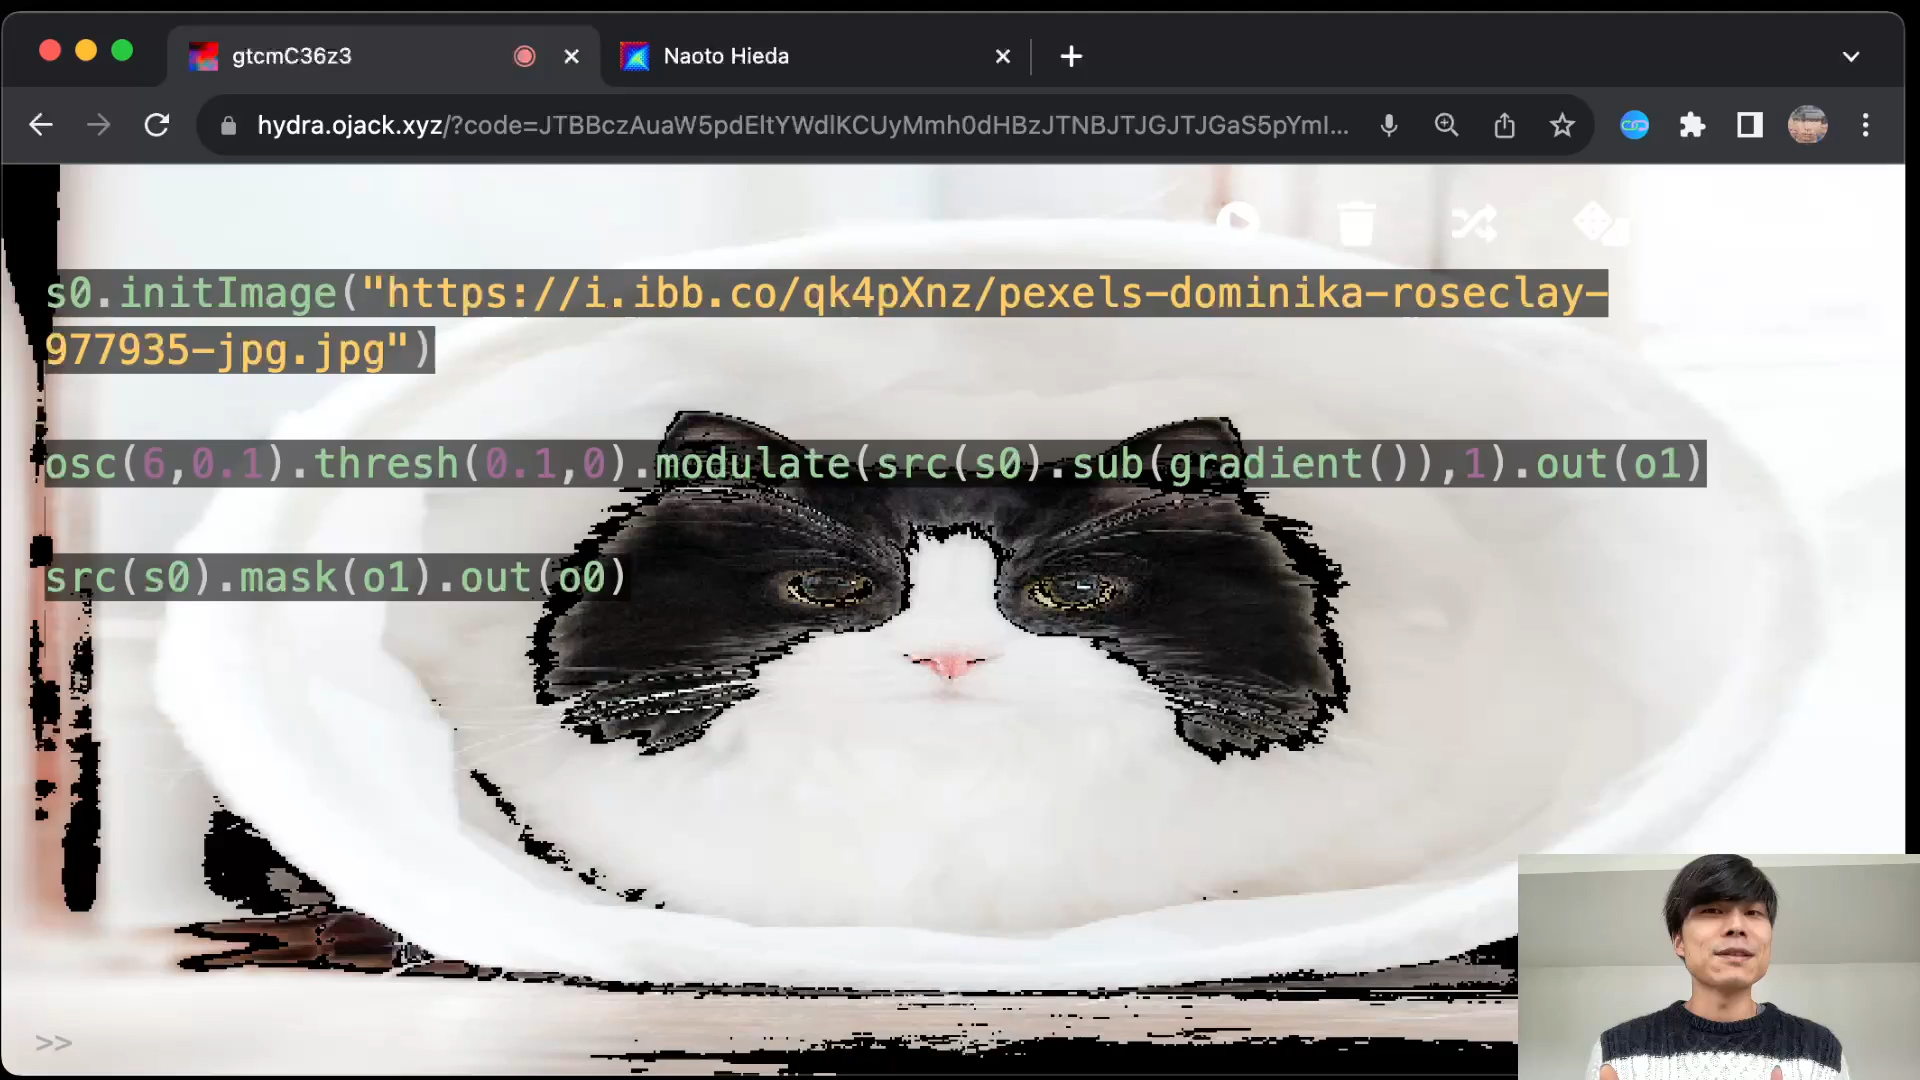 gtcmC36z3
Naoto Hieda
hydra.ojack.xyz/?code=JTBBczAuaW5pdEltYWdlKCUyMmh0dHBzJTNBJTJGJTJGaS5pYmI...
s0.initImage("https://i.ibb.co/qk4pXnz/pexels-dominika-roseclay-
977935-jpg.jpg")
osc(6,0.1).thresh(0.1,0).modulate(src(s0).sub(gradient()),1).out(o1)
src(s0).mask(o1).out(o0)
>>